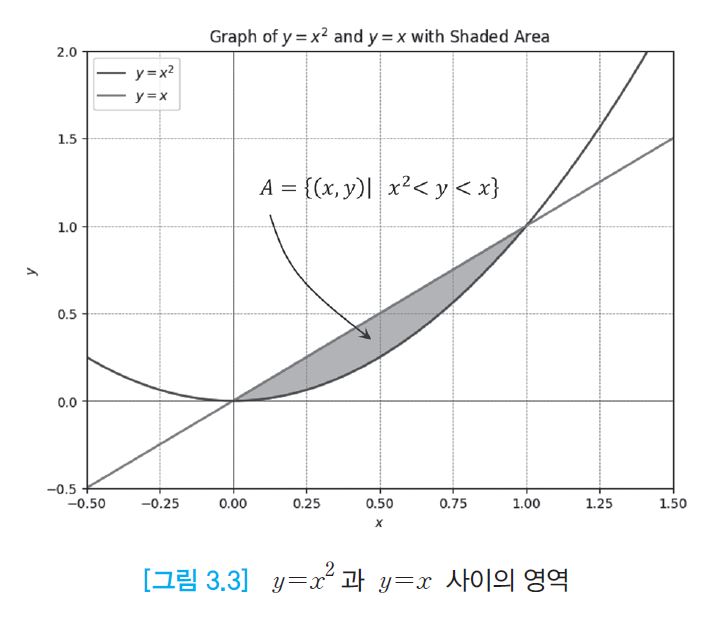 Graph of y = x² and y = x with Shaded Area
2.0
y = x²
y = x
1.5
A = {(x, y)| x² < y < x}
1.0
y
0.5
0.0
−0.5
−0.50 −0.25 0.00 0.25 0.50 0.75 1.00 1.25 1.50
x
[그림 3.3] y=x² 과 y=x 사이의 영역